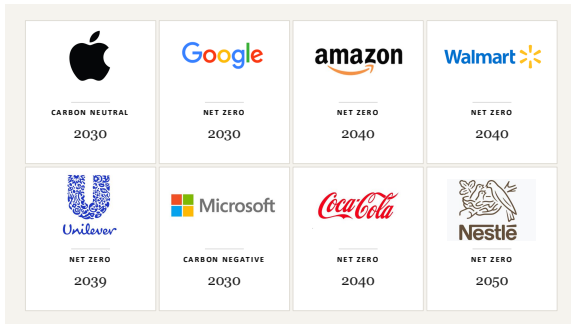 Google
amazon
Walmart
CARBON NEUTRAL
NET ZERO
NET ZERO
NET ZERO
2030
2030
2040
2040
Unilever
Microsoft
Coca-Cola
Nestlé
NET ZERO
CARBON NEGATIVE
NET ZERO
NET ZERO
2039
2030
2040
2050